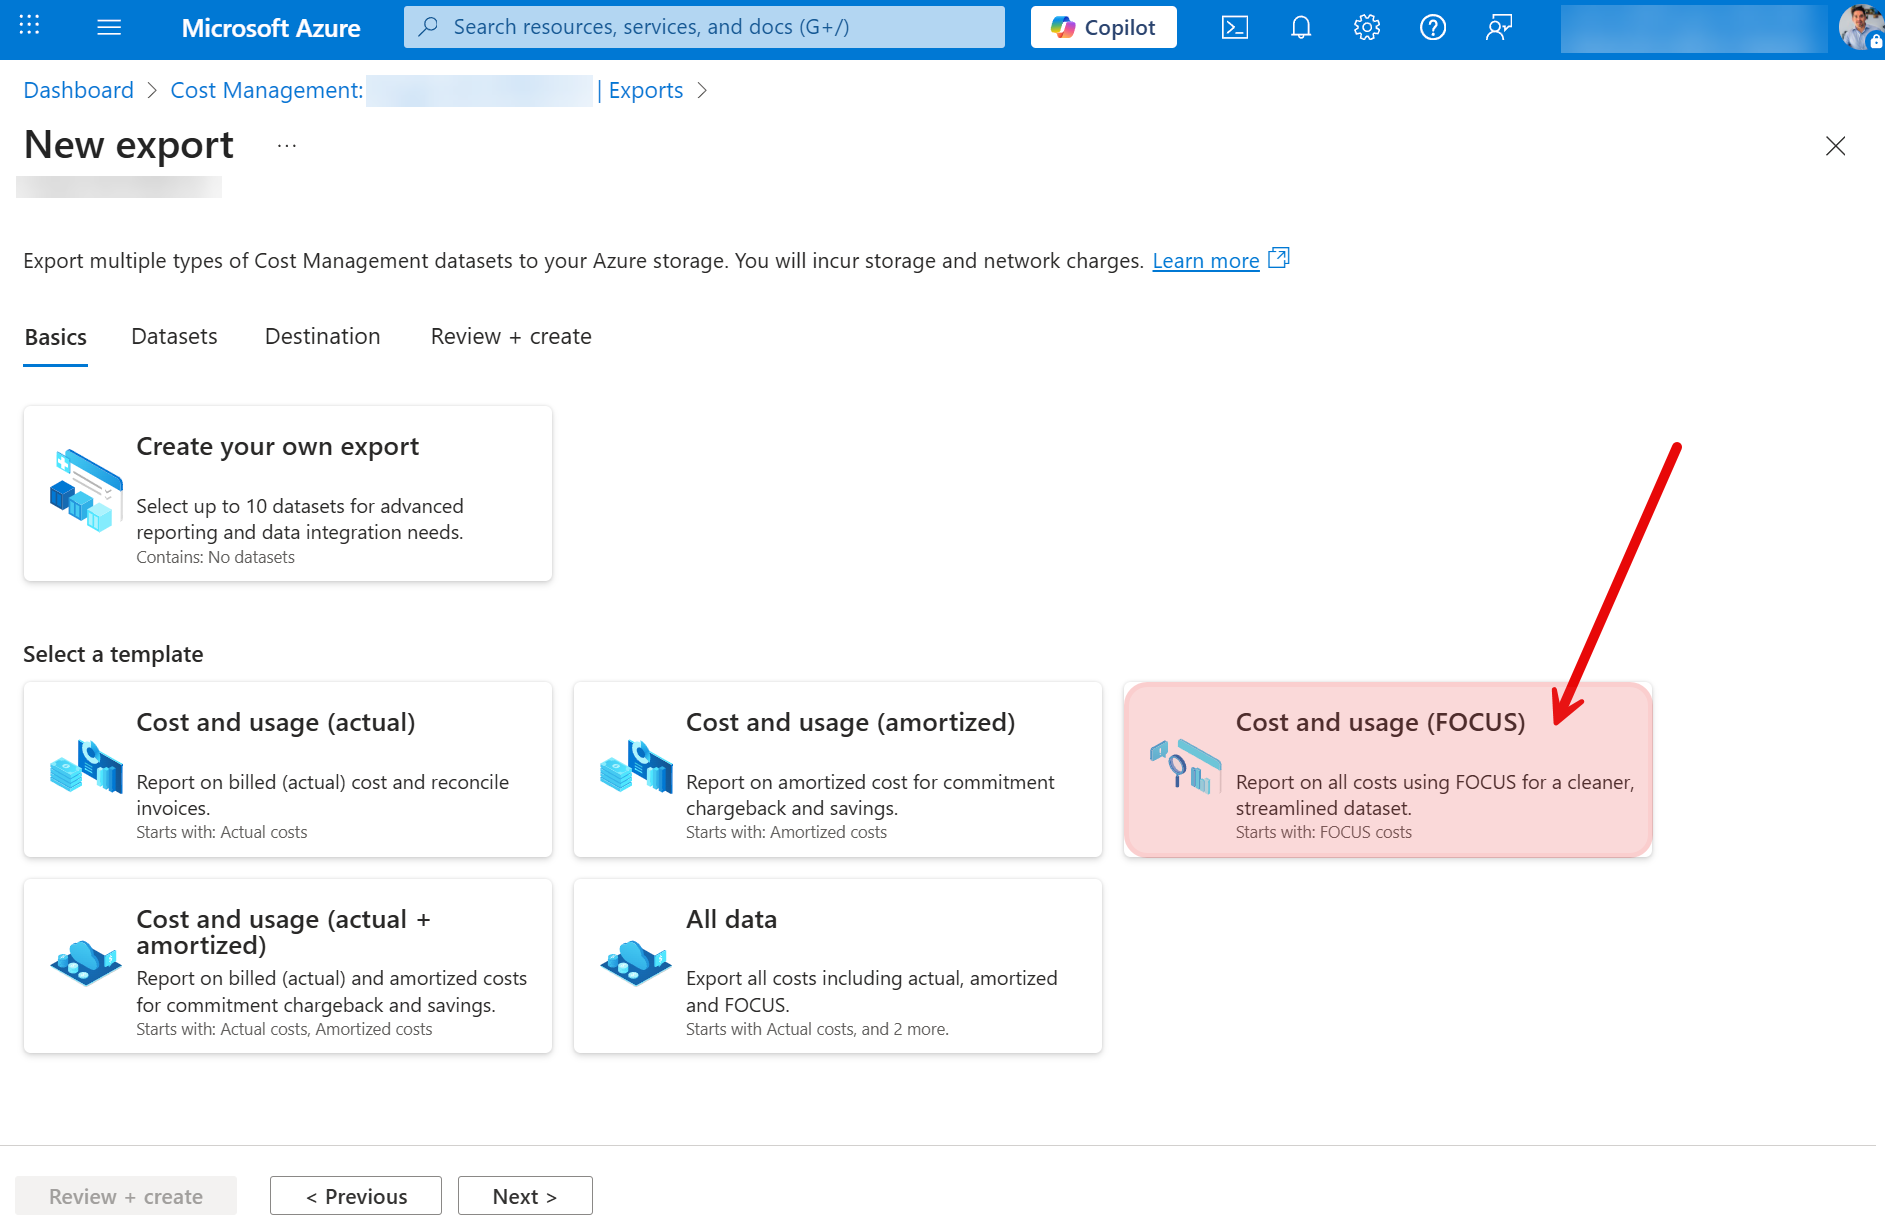 Microsoft Azure
Search resources, services, and docs (G+/)
Copilot
Dashboard > Cost Management: | Exports >
New export ...
Export multiple types of Cost Management datasets to your Azure storage. You will incur storage and network charges. Learn more
Basics Datasets Destination Review + create
Create your own export
Select up to 10 datasets for advanced
reporting and data integration needs.
Contains: No datasets
Select a template
Cost and usage (actual)
Report on billed (actual) cost and reconcile
invoices.
Starts with: Actual costs
Cost and usage (amortized)
Report on amortized cost for commitment
chargeback and savings.
Starts with: Amortized costs
Cost and usage (FOCUS)
Report on all costs using FOCUS for a cleaner,
streamlined dataset.
Starts with: FOCUS costs
Cost and usage (actual +
amortized)
Report on billed (actual) and amortized costs
for commitment chargeback and savings.
Starts with: Actual costs, Amortized costs
All data
Export all costs including actual, amortized
and FOCUS.
Starts with Actual costs, and 2 more.
Review + create
< Previous
Next >